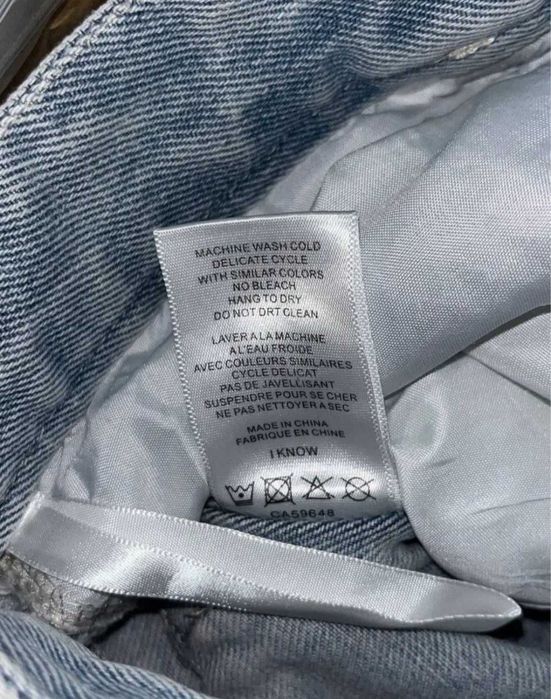 MACHINE WASH COLD
DELICATE CYCLE
WITH SIMILAR COLORS
NO BLEACH
HANG TO DRY
DO NOT DRT CLEAN
LAVER A LA MACHINE
A L'EAU FROIDE
AVEC COULEURS SIMILAIRES
CYCLE DELICAT
PAS DE JAVELLISANT
SUSPENDRE POUR SE CHER
NE PAS NETTOYER A SEC
MADE IN CHINA
FABRIQUE EN CHINE
I KNOW
CA59648